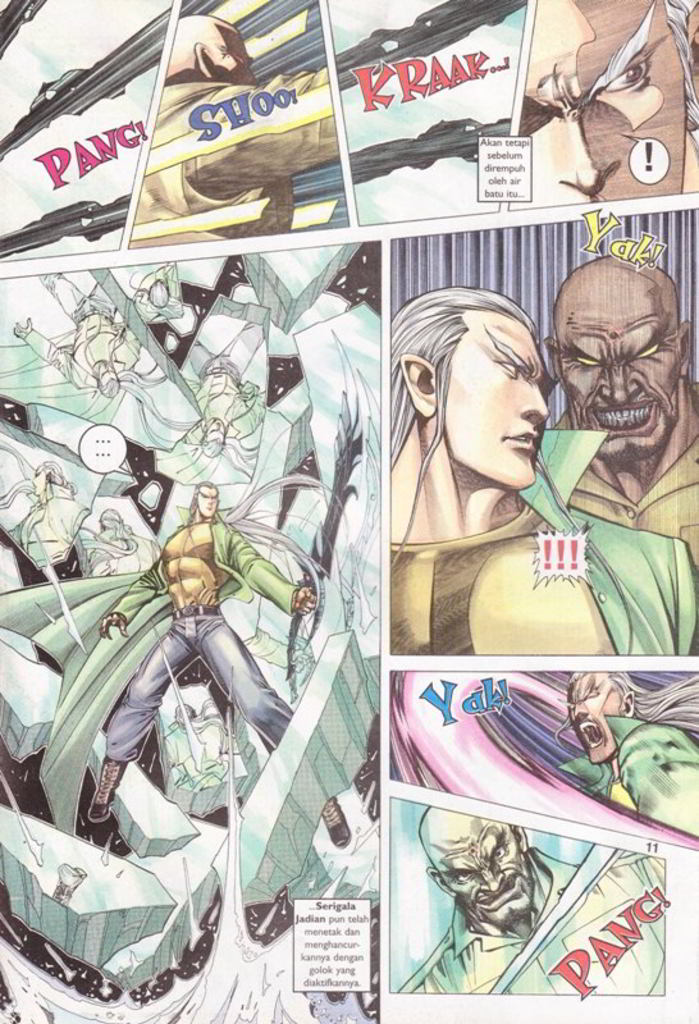 PANG!
SHOO!
KRAAK...!
Akan tetapi
sebelum
dirempuh
oleh air
batu itu...
!
Yak!
...
...
!!!
Yak!
11
...Serigala
Jadian pun telah
menetak dan
menghancur-
kannya dengan
golok yang
diaktifkannya.
PANG!